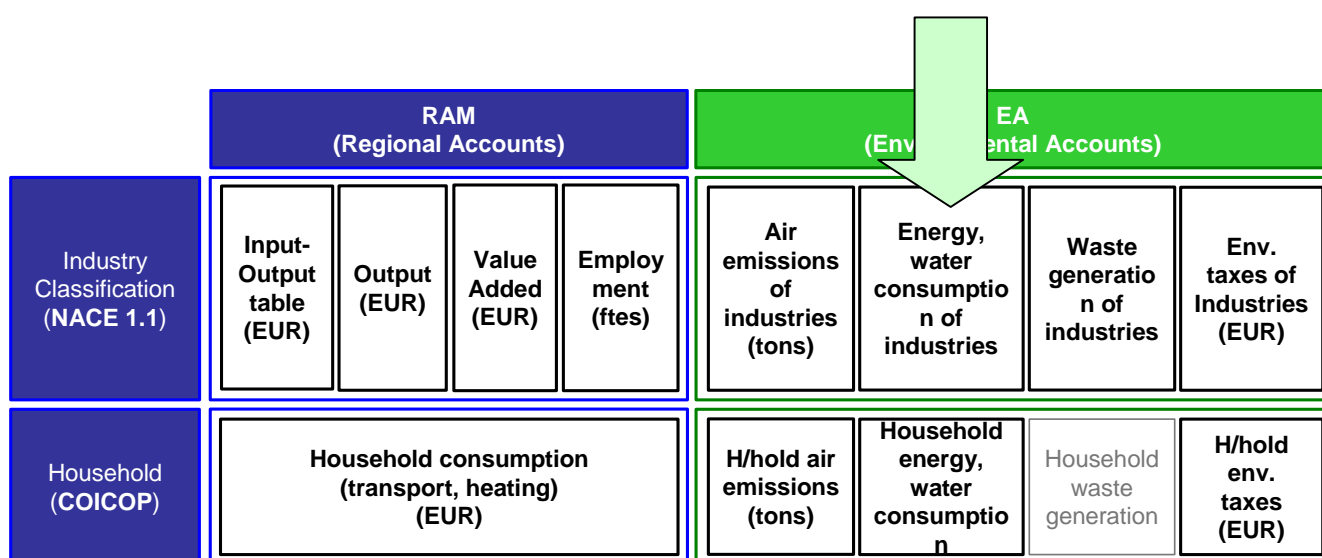 RAM
(Regional Accounts)
EA
(Env mental Accounts)
Industry
Classification
(NACE 1.1)
Input-
Output
table
(EUR)
Output
(EUR)
Value
Added
(EUR)
Employ
ment
(ftes)
Air
emissions
of
industries
(tons)
Energy,
water
consumptio
n of
industries
Waste
generatio
n of
industries
Env.
taxes of
Industries
(EUR)
Household
(COICOP)
Household consumption
(transport, heating)
(EUR)
H/hold air
emissions
(tons)
Household
energy,
water
consumptio
n
Household
waste
generation
H/hold
env.
taxes
(EUR)